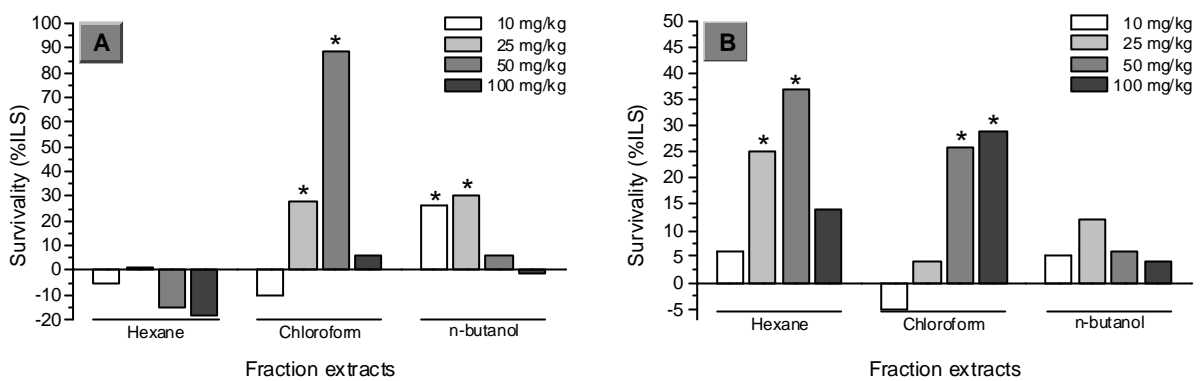 A
10 mg/kg
25 mg/kg
50 mg/kg
100 mg/kg
* * * *
100
90
80
70
60
50
40
30
20
10
0
-10
-20
Survivality (%ILS)
Hexane Chloroform n-butanol
Fraction extracts
B
10 mg/kg
25 mg/kg
50 mg/kg
100 mg/kg
* * * *
50
45
40
35
30
25
20
15
10
5
0
-5
Survivality (%ILS)
Hexane Chloroform n-butanol
Fraction extracts